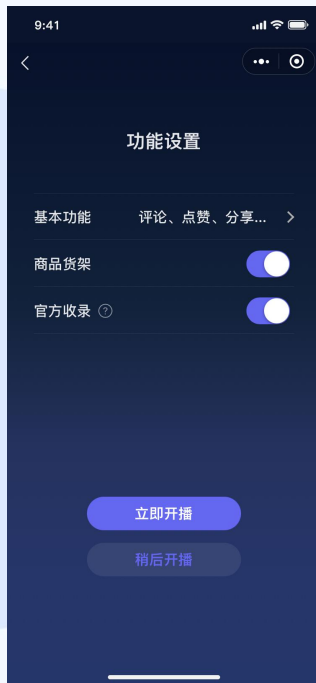 9:41
功能设置
基本功能 评论、点赞、分享...
商品货架
官方收录 ?
立即开播
稍后开播